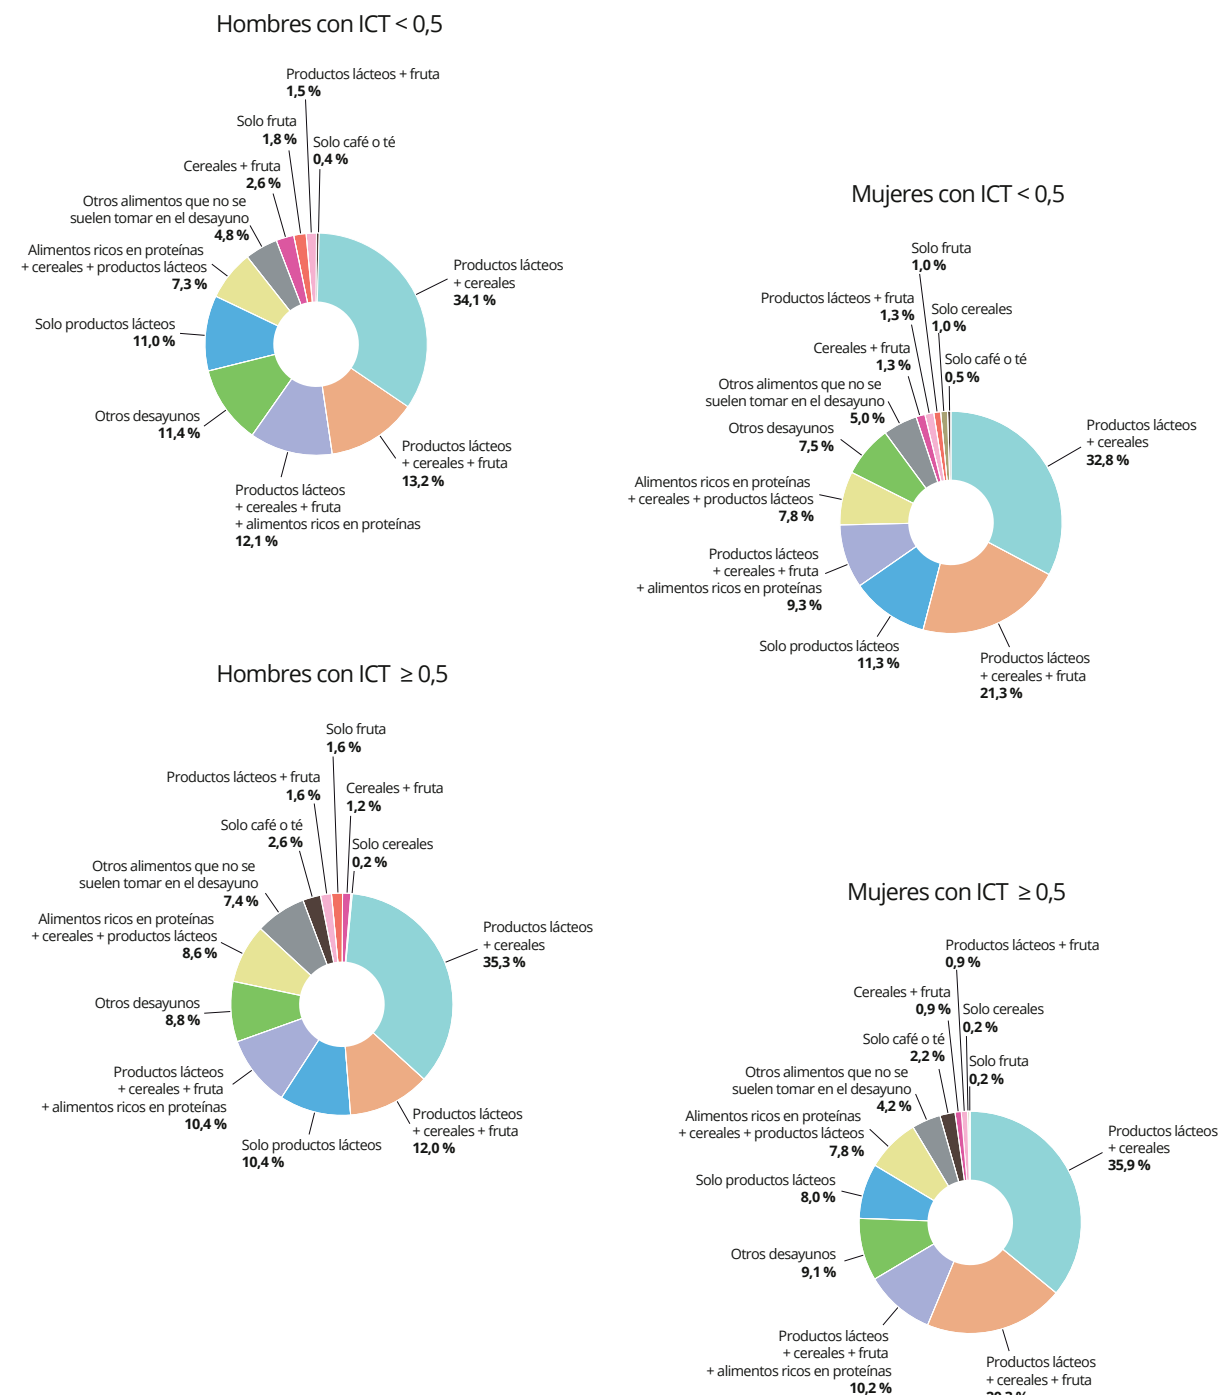 Hombres con ICT < 0,5
Productos lácteos + fruta
1,5 %
Solo fruta
1,8 %
Solo café o té
0,4 %
Cereales + fruta
2,6 %
Otros alimentos que no se
suelen tomar en el desayuno
4,8 %
Alimentos ricos en proteínas
+ cereales + productos lácteos
7,3 %
Solo productos lácteos
11,0 %
Otros desayunos
11,4 %
Productos lácteos
+ cereales
34,1 %
Productos lácteos
+ cereales + fruta
13,2 %
Productos lácteos
+ cereales + fruta
+ alimentos ricos en proteínas
12,1 %
Mujeres con ICT < 0,5
Solo fruta
1,0 %
Productos lácteos + fruta
1,3 %
Solo cereales
1,0 %
Cereales + fruta
1,3 %
Solo café o té
0,5 %
Otros alimentos que no se
suelen tomar en el desayuno
5,0 %
Otros desayunos
7,5 %
Productos lácteos
+ cereales
32,8 %
Alimentos ricos en proteínas
+ cereales + productos lácteos
7,8 %
Productos lácteos
+ cereales + fruta
+ alimentos ricos en proteínas
9,3 %
Solo productos lácteos
11,3 %
Productos lácteos
+ cereales + fruta
21,3 %
Hombres con ICT ≥ 0,5
Solo fruta
1,6 %
Productos lácteos + fruta
1,6 %
Cereales + fruta
1,2 %
Solo café o té
2,6 %
Solo cereales
0,2 %
Otros alimentos que no se
suelen tomar en el desayuno
7,4 %
Alimentos ricos en proteínas
+ cereales + productos lácteos
8,6 %
Productos lácteos
+ cereales
35,3 %
Otros desayunos
8,8 %
Productos lácteos
+ cereales + fruta
+ alimentos ricos en proteínas
10,4 %
Solo productos lácteos
10,4 %
Productos lácteos
+ cereales + fruta
12,0 %
Mujeres con ICT ≥ 0,5
Productos lácteos + fruta
0,9 %
Cereales + fruta
0,9 %
Solo cereales
0,2 %
Solo café o té
2,2 %
Solo fruta
0,2 %
Otros alimentos que no se
suelen tomar en el desayuno
4,2 %
Alimentos ricos en proteínas
+ cereales + productos lácteos
7,8 %
Productos lácteos
+ cereales
35,9 %
Solo productos lácteos
8,0 %
Otros desayunos
9,1 %
Productos lácteos
+ cereales + fruta
+ alimentos ricos en proteínas
10,2 %
Productos lácteos
+ cereales + fruta